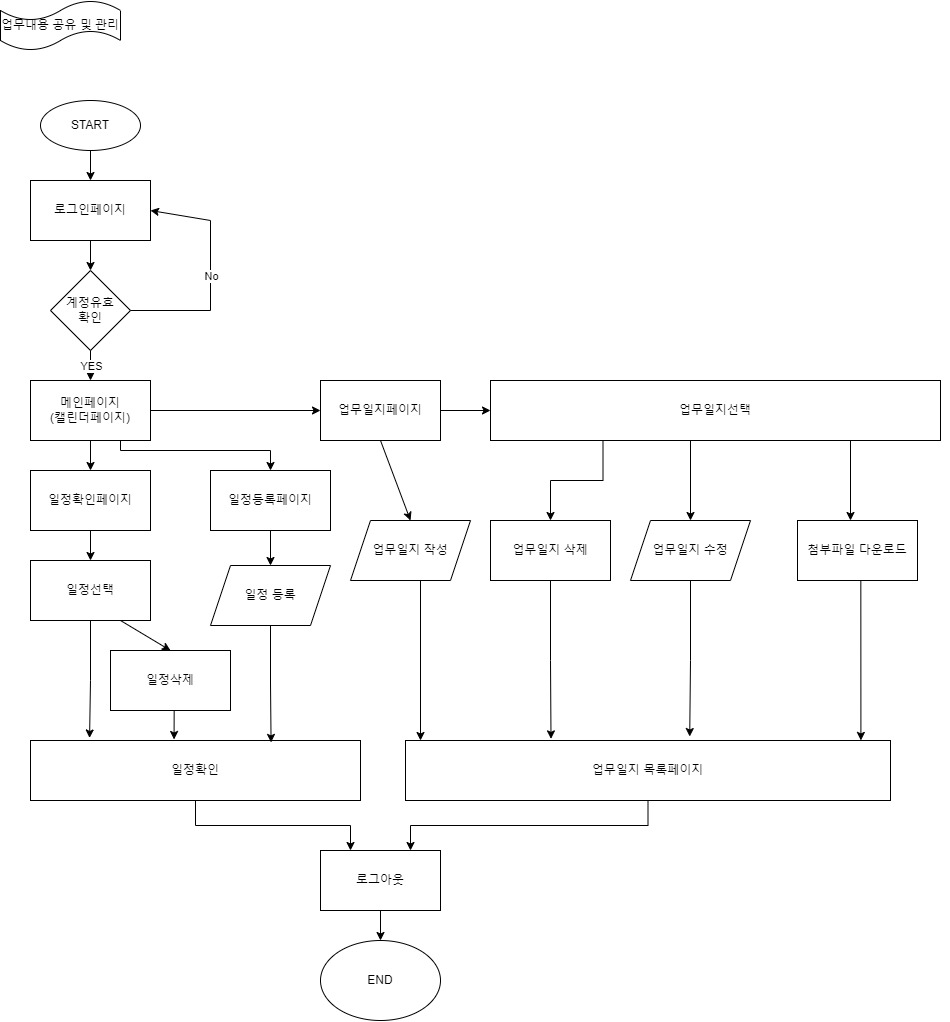 업무내용 공유 및 관리
START
로그인페이지
No
계정유효
확인
YES
메인페이지
(캘린더페이지)
업무일지페이지
업무일지선택
일정확인페이지
일정등록페이지
업무일지 작성
업무일지 삭제
업무일지 수정
첨부파일 다운로드
일정선택
일정 등록
일정삭제
일정확인
업무일지 목록페이지
로그아웃
END